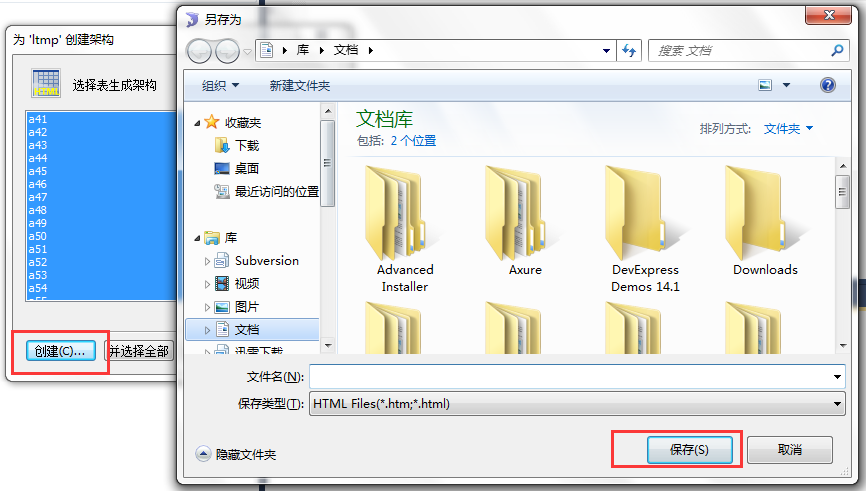 为 'ltmp' 创建架构
HTML
选择表生成架构
a41
a42
a43
a44
a45
a46
a47
a48
a49
a50
a51
a52
a53
a54
a55
创建(C)...
并选择全部
另存为
库
文档
搜索 文档
组织
新建文件夹
收藏夹
下载
桌面
最近访问的位置
库
Subversion
视频
图片
文档
迅雷下载
文档库
包括: 2 个位置
排列方式:
文件夹
Advanced
Installer
Axure
DevExpress
Demos 14.1
Downloads
文件名(N):
保存类型(T):
HTML Files(*.htm;*.html)
隐藏文件夹
保存(S)
取消